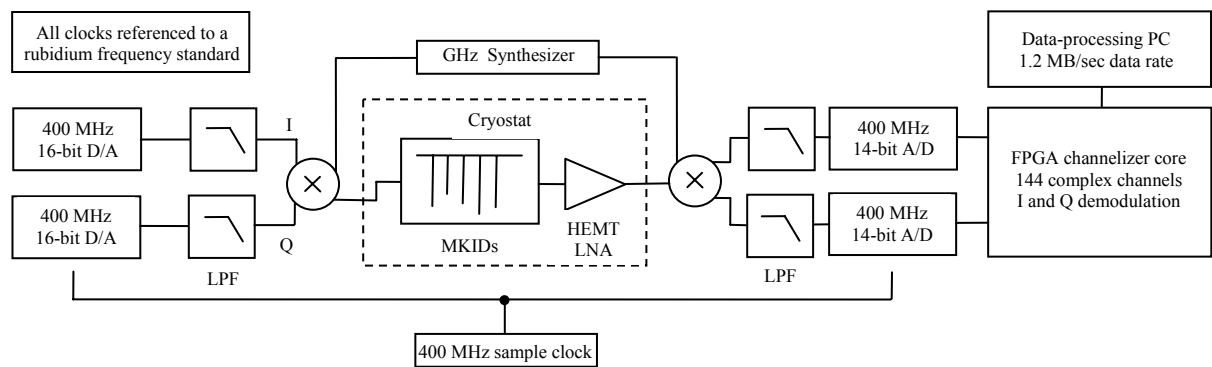 All clocks referenced to a
rubidium frequency standard
GHz Synthesizer
Data-processing PC
1.2 MB/sec data rate
400 MHz
16-bit D/A
I
Cryostat
400 MHz
14-bit A/D
FPGA channelizer core
144 complex channels
I and Q demodulation
400 MHz
16-bit D/A
LPF
Q
MKIDs
HEMT
LNA
LPF
400 MHz
14-bit A/D
400 MHz sample clock